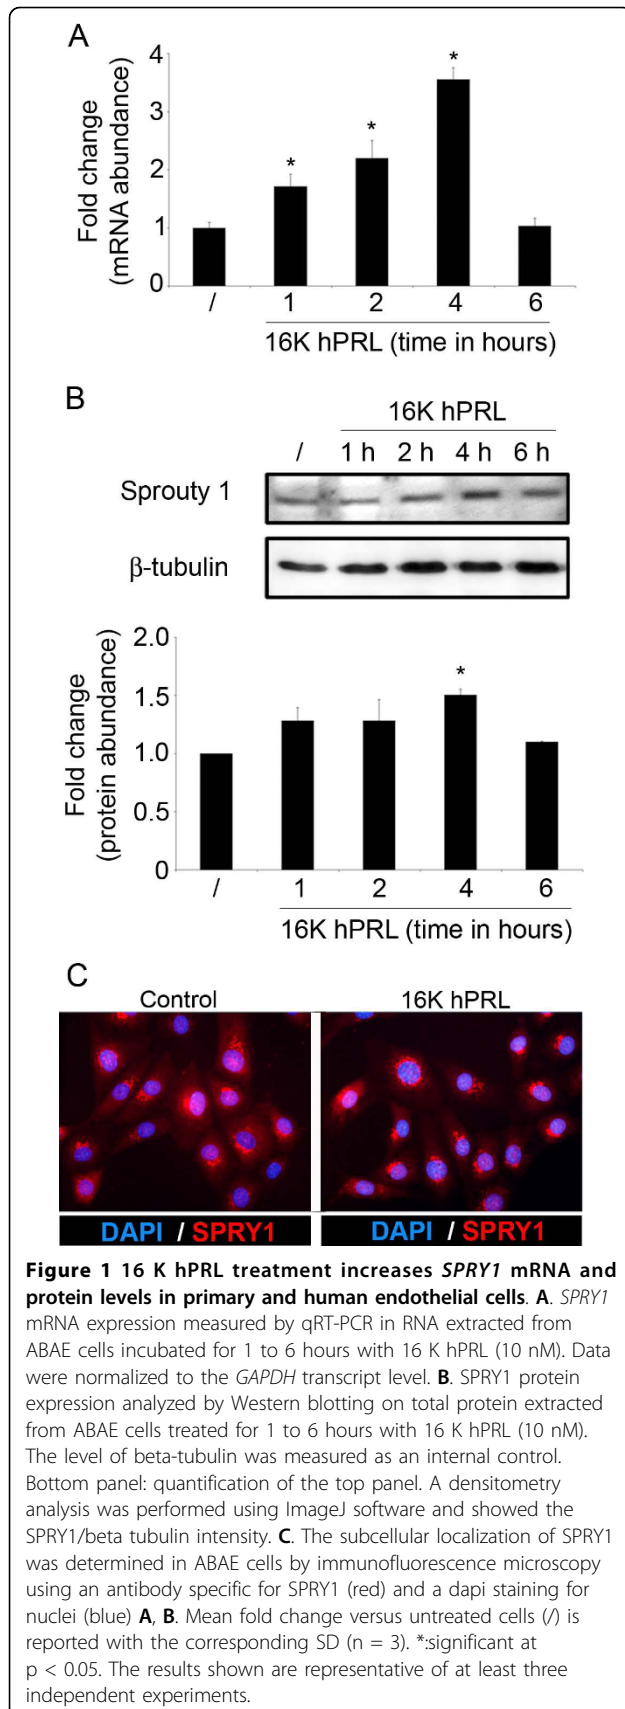 A
Fold change
(mRNA abundance)
4
3
2
1
0
*
*
*
/
1
2
4
6
16K hPRL (time in hours)
B
16K hPRL
/ 1 h 2 h 4 h 6 h
Sprouty 1
β-tubulin
Fold change
(protein abundance)
2.0
1.5
1.0
0.5
0
*
/
1
2
4
6
16K hPRL (time in hours)
C
Control
16K hPRL
DAPI / SPRY1
DAPI / SPRY1
Figure 1 16 K hPRL treatment increases SPRY1 mRNA and
protein levels in primary and human endothelial cells. A. SPRY1
mRNA expression measured by qRT-PCR in RNA extracted from
ABAE cells incubated for 1 to 6 hours with 16 K hPRL (10 nM). Data
were normalized to the GAPDH transcript level. B. SPRY1 protein
expression analyzed by Western blotting on total protein extracted
from ABAE cells treated for 1 to 6 hours with 16 K hPRL (10 nM).
The level of beta-tubulin was measured as an internal control.
Bottom panel: quantification of the top panel. A densitometry
analysis was performed using ImageJ software and showed the
SPRY1/beta tubulin intensity. C. The subcellular localization of SPRY1
was determined in ABAE cells by immunofluorescence microscopy
using an antibody specific for SPRY1 (red) and a dapi staining for
nuclei (blue) A, B. Mean fold change versus untreated cells (/) is
reported with the corresponding SD (n = 3). *:significant at
p < 0.05. The results shown are representative of at least three
independent experiments.